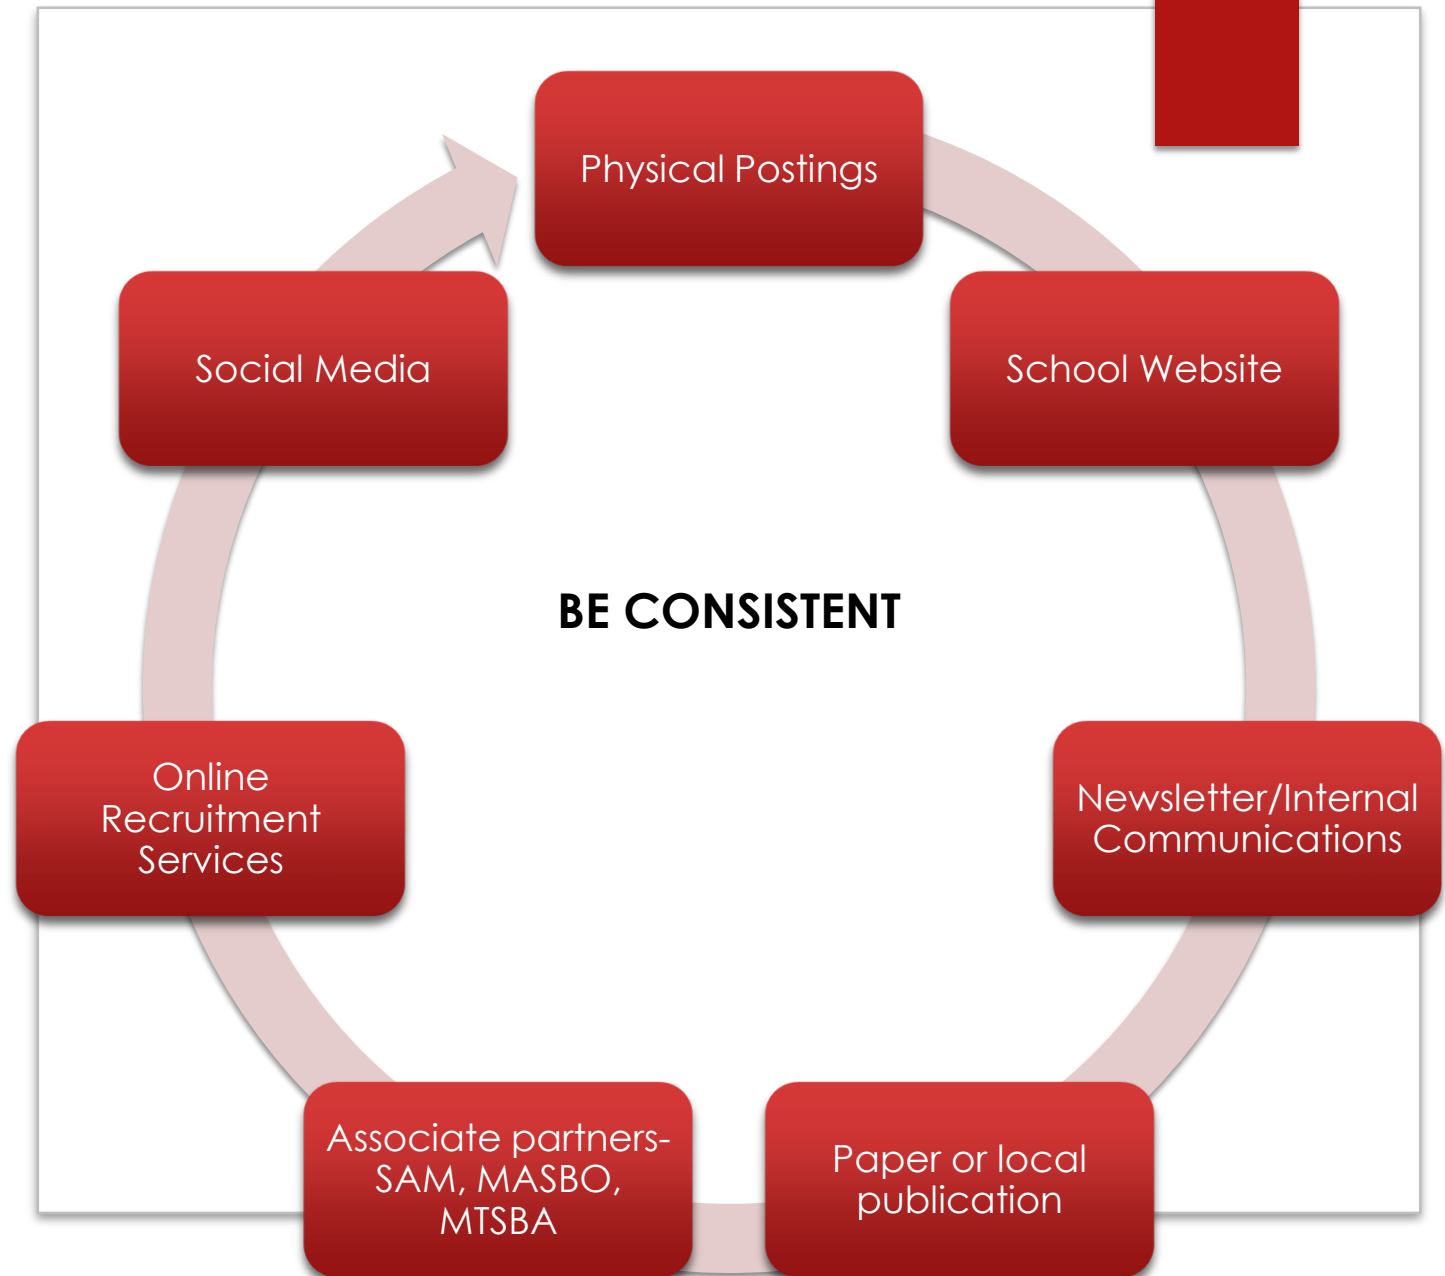 Physical Postings
School Website
Newsletter/Internal
Communications
Paper or local
publication
Associate partners-
SAM, MASBO,
MTSBA
Online
Recruitment
Services
Social Media
BE CONSISTENT